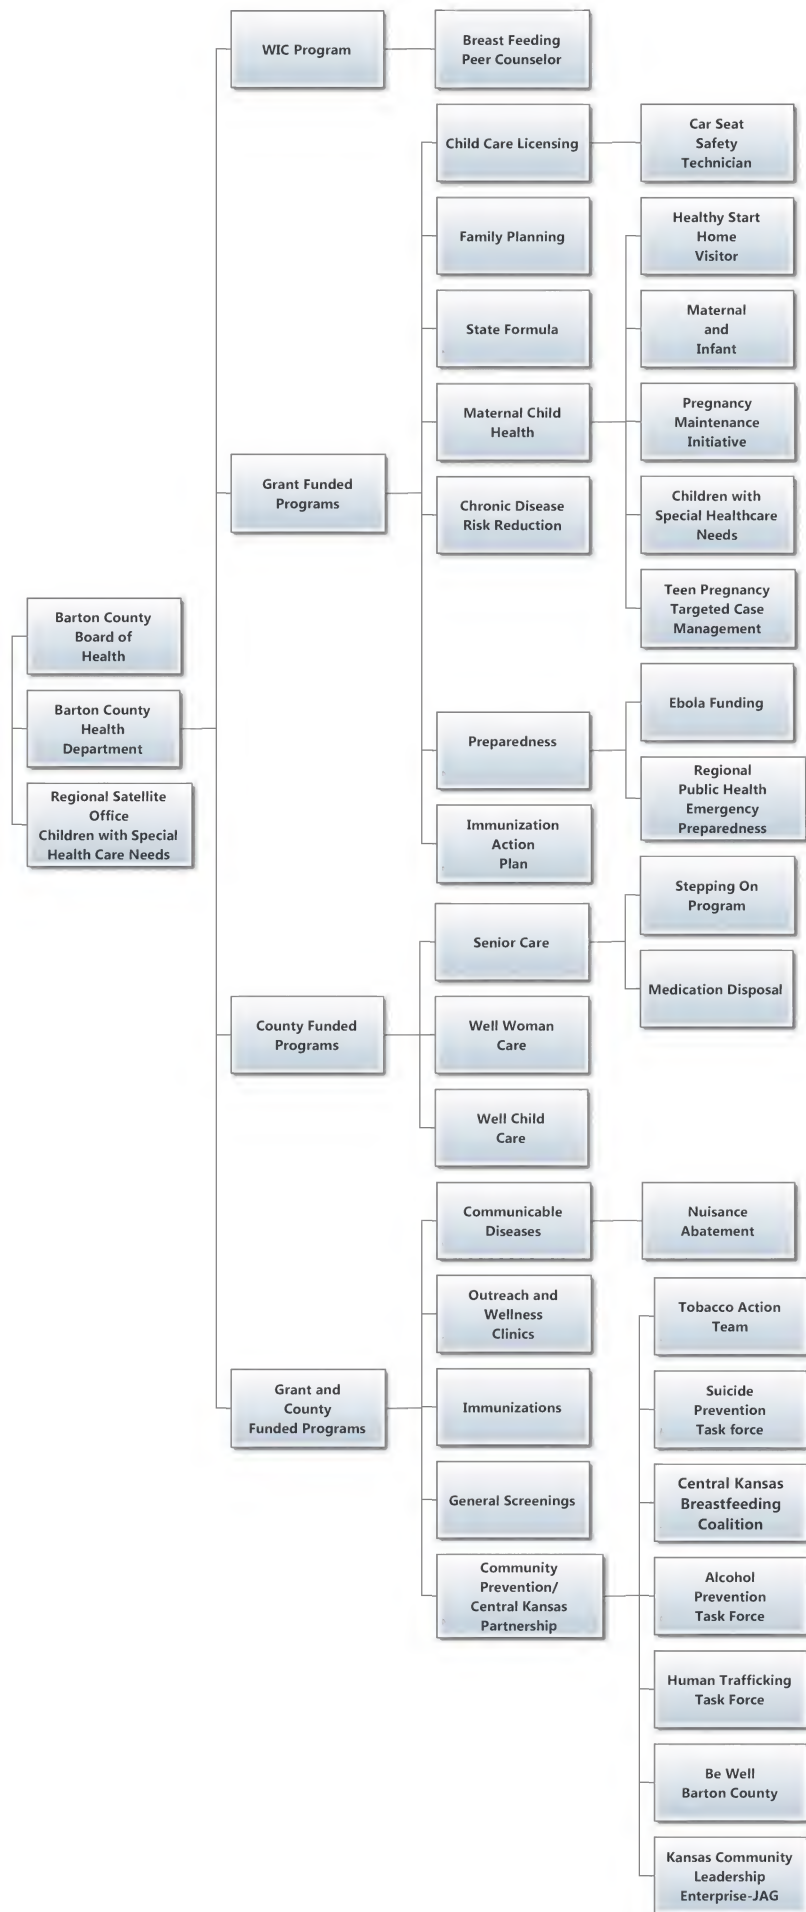 WIC Program
Breast Feeding
Peer Counselor
Child Care Licensing
Car Seat
Safety
Technician
Family Planning
Healthy Start
Home
Visitor
State Formula
Maternal
and
Infant
Maternal Child
Health
Pregnancy
Maintenance
Initiative
Grant Funded
Programs
Chronic Disease
Risk Reduction
Children with
Special Healthcare
Needs
Teen Pregnancy
Targeted Case
Management
Barton County
Board of
Health
Barton County
Health
Department
Regional Satellite
Office
Children with Special
Health Care Needs
Preparedness
Ebola Funding
Regional
Public Health
Emergency
Preparedness
Immunization
Action
Plan
Senior Care
Stepping On
Program
Medication Disposal
County Funded
Programs
Well Woman
Care
Well Child
Care
Communicable
Diseases
Nuisance
Abatement
Outreach and
Wellness
Clinics
Grant and
County
Funded Programs
Immunizations
General Screenings
Community
Prevention/
Central Kansas
Partnership
Tobacco Action
Team
Suicide
Prevention
Task force
Central Kansas
Breastfeeding
Coalition
Alcohol
Prevention
Task Force
Human Trafficking
Task Force
Be Well
Barton County
Kansas Community
Leadership
Enterprise-JAG